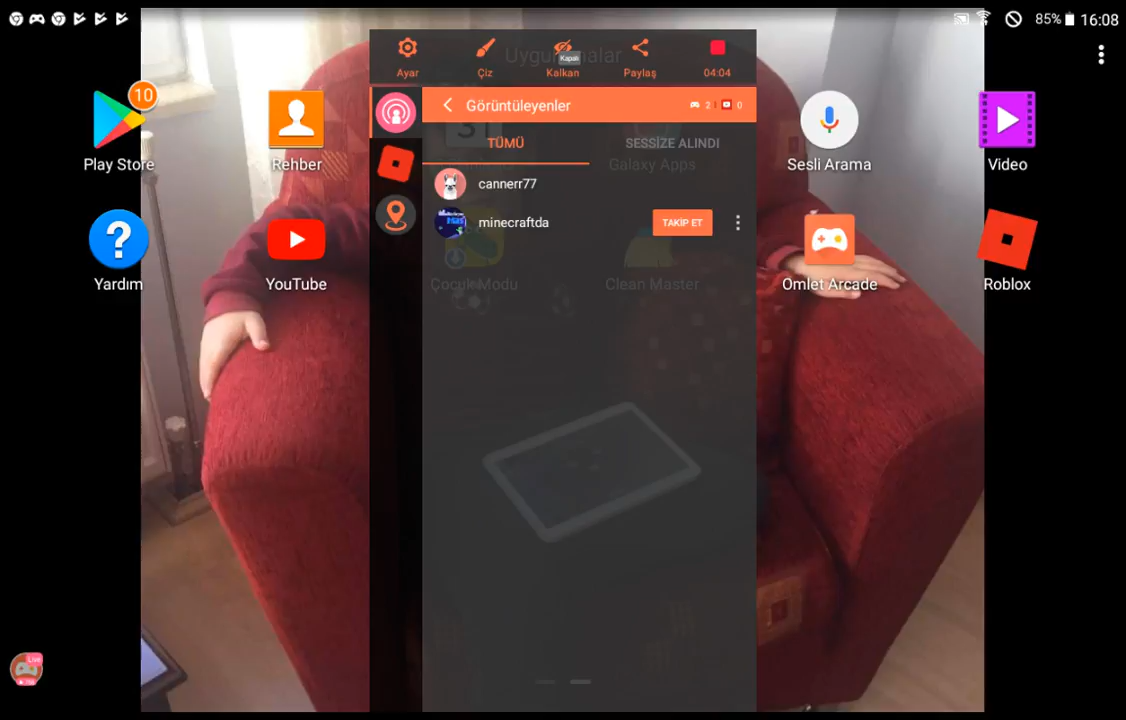 85% 16:08
Uygulamalar
Ayar Çiz Kapalı Kalkan Paylaş 04:04
10
31
Görüntüleyenler 2 | 0
TÜMÜ SESSİZE ALINDI
Play Store Rehber Galaxy Apps Sesli Arama Video
cannerr77
minecraftda TAKİP ET
Yardım YouTube Çocuk Modu Clean Master Omlet Arcade Roblox
Live